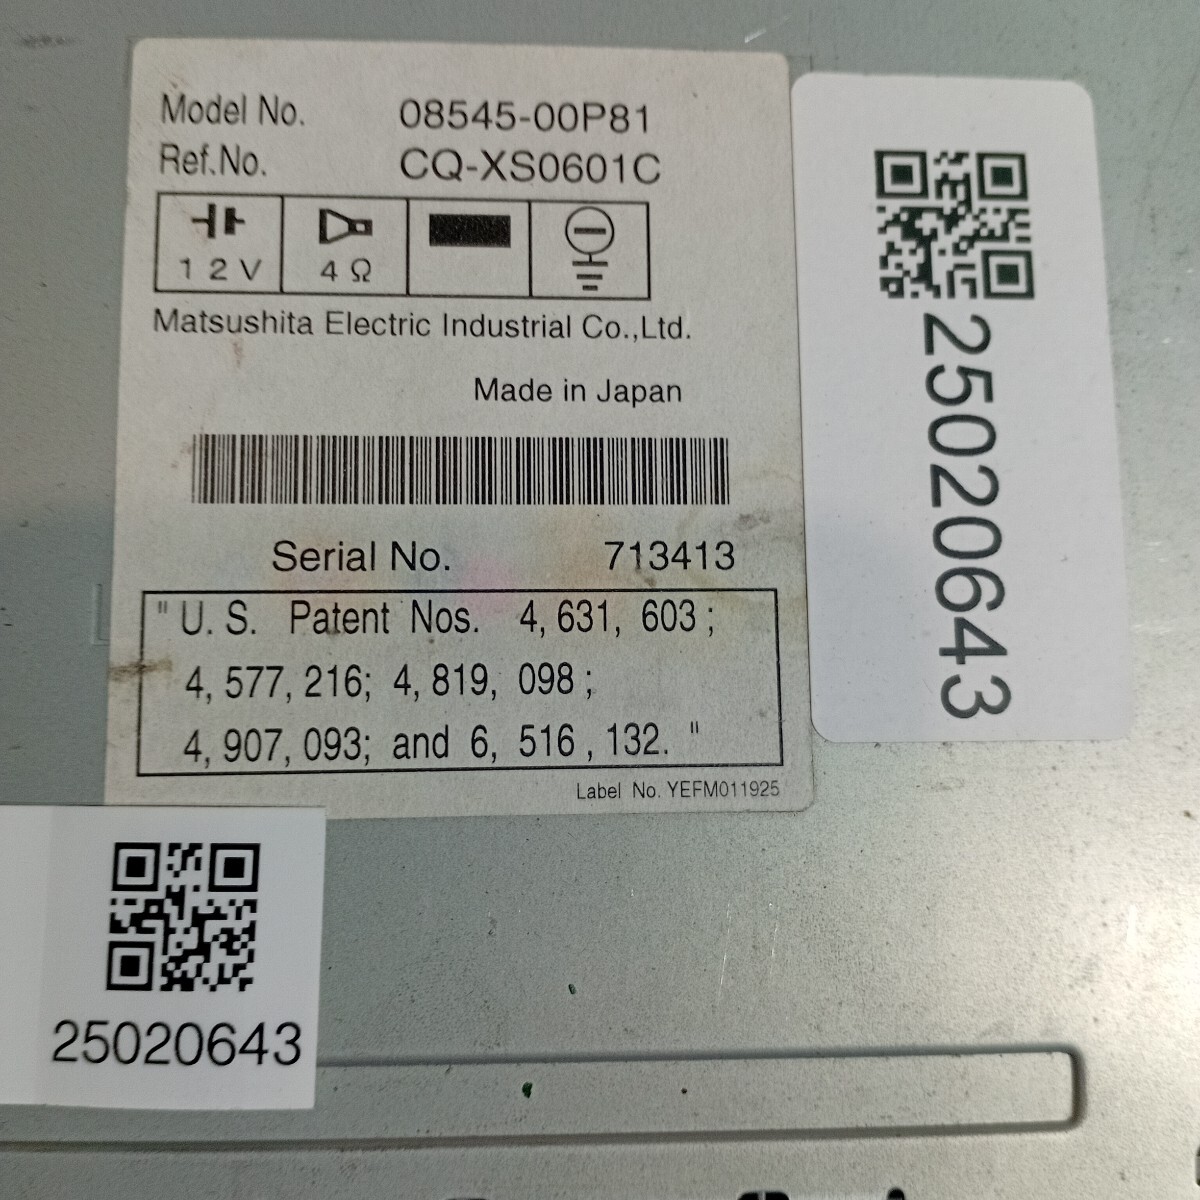 Model No. 08545-00P81
Ref.No. CQ-XS0601C
12V 4Ω
Matsushita Electric Industrial Co.,Ltd.
Made in Japan
Serial No. 713413
"U. S. Patent Nos. 4, 631, 603 ;
4, 577, 216; 4, 819, 098 ;
4, 907, 093; and 6, 516 , 132. "
Label No. YEFM011925
25020643
25020643